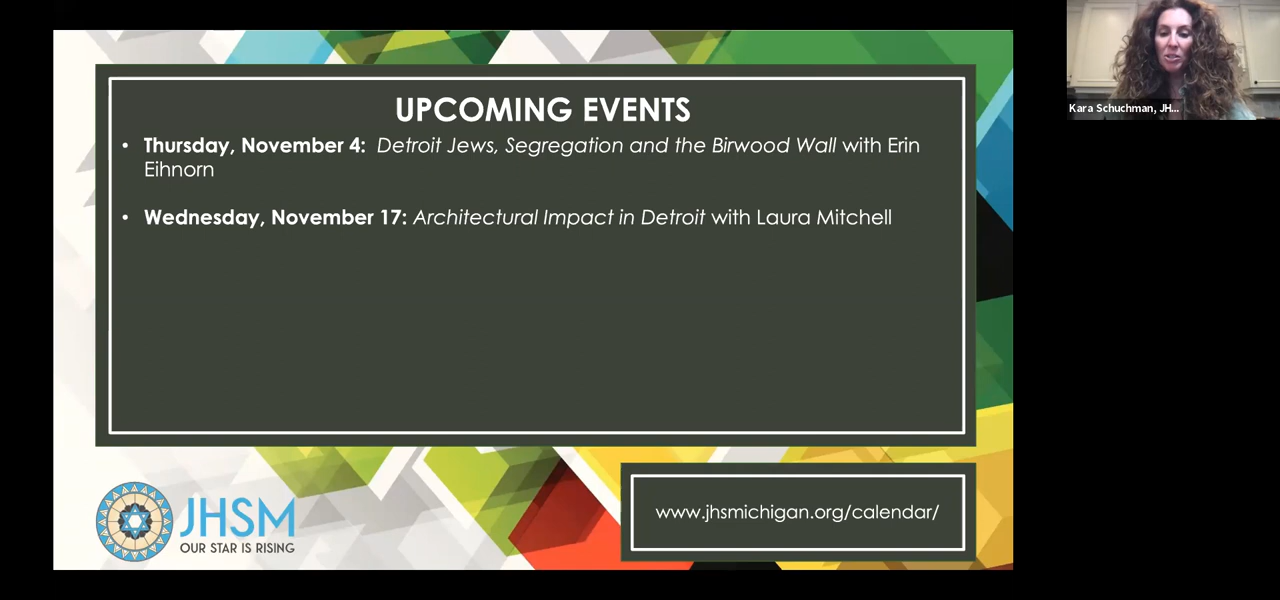 UPCOMING EVENTS
• Thursday, November 4: Detroit Jews, Segregation and the Birwood Wall with Erin
Eihnorn
• Wednesday, November 17: Architectural Impact in Detroit with Laura Mitchell
JHSM
OUR STAR IS RISING
www.jhsmichigan.org/calendar/
Kara Schuchman, JH...